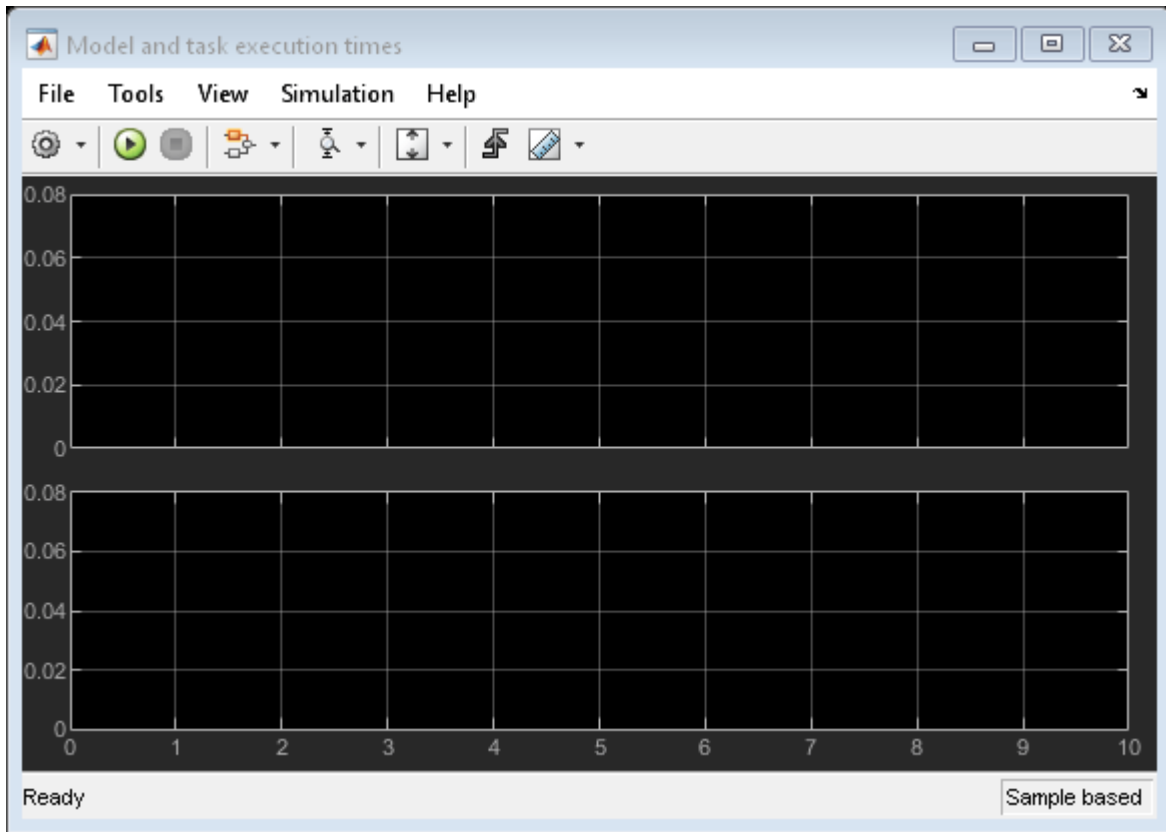 Model and task execution times
File Tools View Simulation Help
0.08
0.06
0.04
0.02
0
0.08
0.06
0.04
0.02
0
0 1 2 3 4 5 6 7 8 9 10
Ready Sample based